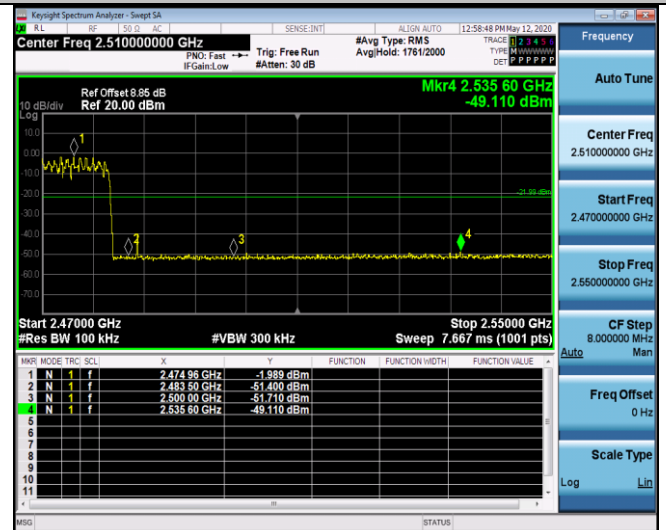 Keysight Spectrum Analyzer - Swept SA
RL RF 50 Ω AC SENSE:INT ALIGN AUTO 12:58:48 PM May 12, 2020
Center Freq 2.510000000 GHz
PNO: Fast
IFGain:Low
Trig: Free Run
#Atten: 30 dB
#Avg Type: RMS
Avg|Hold: 1761/2000
TRACE 1 2 3 4 5 6
TYPE M W W W W W
DET P P P P P P
Mkr4 2.535 60 GHz
-49.110 dBm
Ref Offset 8.85 dB
10 dB/div Ref 20.00 dBm
Log
10.0
0.00
-10.0
-20.0
-30.0
-40.0
-50.0
-60.0
-70.0
1
2
3
4
-21.99 dBm
Start 2.47000 GHz Stop 2.55000 GHz
#Res BW 100 kHz #VBW 300 kHz Sweep 7.667 ms (1001 pts)
MKR MODE TRC SCL X Y FUNCTION FUNCTION WIDTH FUNCTION VALUE
1 N 1 f 2.474 96 GHz -1.989 dBm
2 N 1 f 2.483 50 GHz -51.400 dBm
3 N 1 f 2.500 00 GHz -51.710 dBm
4 N 1 f 2.535 60 GHz -49.110 dBm
5
6
7
8
9
10
11
MSG STATUS
Frequency
Auto Tune
Center Freq
2.510000000 GHz
Start Freq
2.470000000 GHz
Stop Freq
2.550000000 GHz
CF Step
8.000000 MHz
Auto Man
Freq Offset
0 Hz
Scale Type
Log Lin